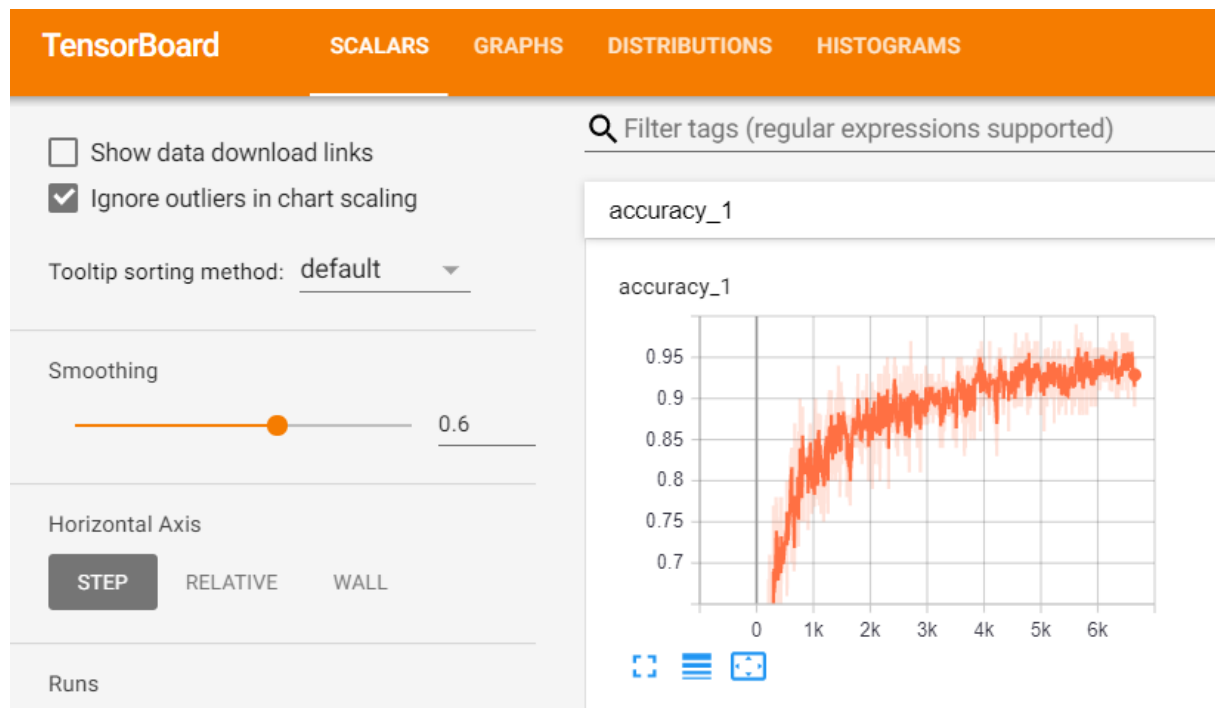 TensorBoard SCALARS GRAPHS DISTRIBUTIONS HISTOGRAMS
Show data download links
Ignore outliers in chart scaling
Tooltip sorting method: default
Smoothing
0.6
Horizontal Axis
STEP RELATIVE WALL
Runs
Filter tags (regular expressions supported)
accuracy_1
accuracy_1
0.95
0.9
0.85
0.8
0.75
0.7
0 1k 2k 3k 4k 5k 6k